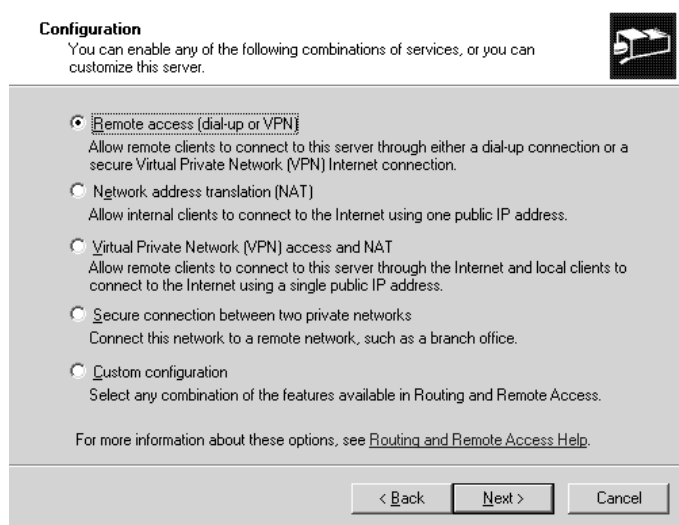 Configuration
You can enable any of the following combinations of services, or you can
customize this server.
Remote access (dial-up or VPN)
Allow remote clients to connect to this server through either a dial-up connection or a
secure Virtual Private Network (VPN) Internet connection.
Network address translation (NAT)
Allow internal clients to connect to the Internet using one public IP address.
Virtual Private Network (VPN) access and NAT
Allow remote clients to connect to this server through the Internet and local clients to
connect to the Internet using a single public IP address.
Secure connection between two private networks
Connect this network to a remote network, such as a branch office.
Custom configuration
Select any combination of the features available in Routing and Remote Access.
For more information about these options, see Routing and Remote Access Help.
< Back Next > Cancel